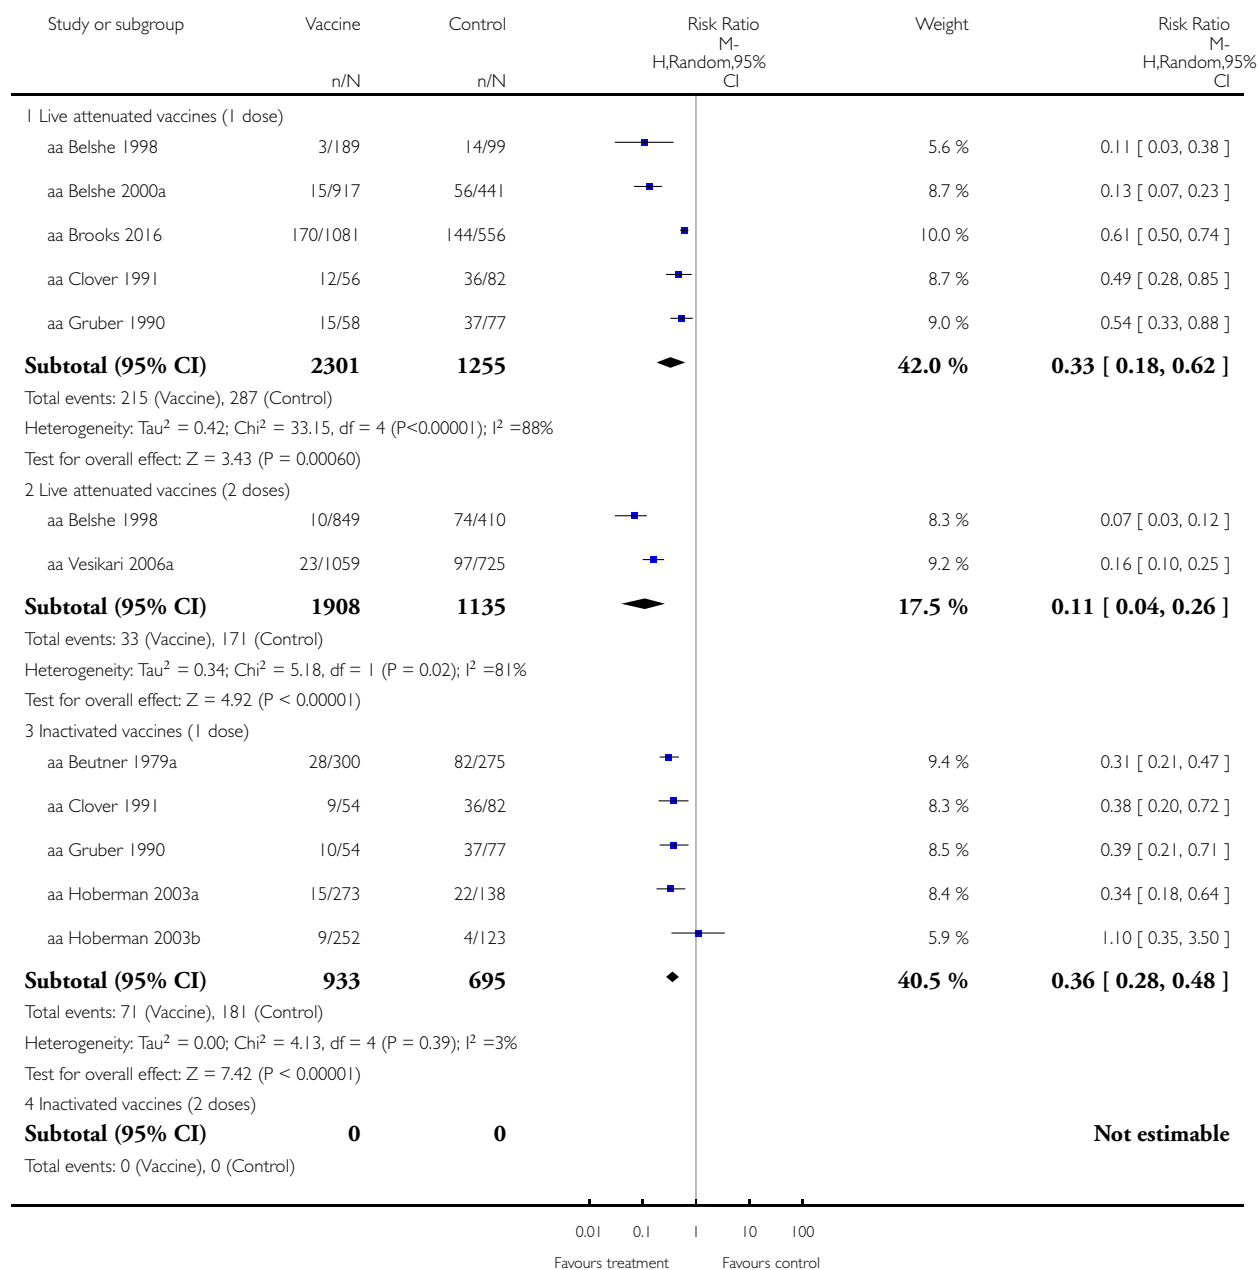 Study or subgroup Vaccine Control Risk Ratio Weight Risk Ratio
M- M-
H,Random,95% H,Random,95%
n/N n/N CI CI
1 Live attenuated vaccines (1 dose)
aa Belshe 1998 3/189 14/99 5.6 % 0.11 [ 0.03, 0.38 ]
aa Belshe 2000a 15/917 56/441 8.7 % 0.13 [ 0.07, 0.23 ]
aa Brooks 2016 170/1081 144/556 10.0 % 0.61 [ 0.50, 0.74 ]
aa Clover 1991 12/56 36/82 8.7 % 0.49 [ 0.28, 0.85 ]
aa Gruber 1990 15/58 37/77 9.0 % 0.54 [ 0.33, 0.88 ]
Subtotal (95% CI) 2301 1255 42.0 % 0.33 [ 0.18, 0.62 ]
Total events: 215 (Vaccine), 287 (Control)
Heterogeneity: Tau² = 0.42; Chi² = 33.15, df = 4 (P<0.00001); I² =88%
Test for overall effect: Z = 3.43 (P = 0.00060)
2 Live attenuated vaccines (2 doses)
aa Belshe 1998 10/849 74/410 8.3 % 0.07 [ 0.03, 0.12 ]
aa Vesikari 2006a 23/1059 97/725 9.2 % 0.16 [ 0.10, 0.25 ]
Subtotal (95% CI) 1908 1135 17.5 % 0.11 [ 0.04, 0.26 ]
Total events: 33 (Vaccine), 171 (Control)
Heterogeneity: Tau² = 0.34; Chi² = 5.18, df = 1 (P = 0.02); I² =81%
Test for overall effect: Z = 4.92 (P < 0.00001)
3 Inactivated vaccines (1 dose)
aa Beutner 1979a 28/300 82/275 9.4 % 0.31 [ 0.21, 0.47 ]
aa Clover 1991 9/54 36/82 8.3 % 0.38 [ 0.20, 0.72 ]
aa Gruber 1990 10/54 37/77 8.5 % 0.39 [ 0.21, 0.71 ]
aa Hoberman 2003a 15/273 22/138 8.4 % 0.34 [ 0.18, 0.64 ]
aa Hoberman 2003b 9/252 4/123 5.9 % 1.10 [ 0.35, 3.50 ]
Subtotal (95% CI) 933 695 40.5 % 0.36 [ 0.28, 0.48 ]
Total events: 71 (Vaccine), 181 (Control)
Heterogeneity: Tau² = 0.00; Chi² = 4.13, df = 4 (P = 0.39); I² =3%
Test for overall effect: Z = 7.42 (P < 0.00001)
4 Inactivated vaccines (2 doses)
Subtotal (95% CI) 0 0 Not estimable
Total events: 0 (Vaccine), 0 (Control)
0.01 0.1 1 10 100
Favours treatment Favours control